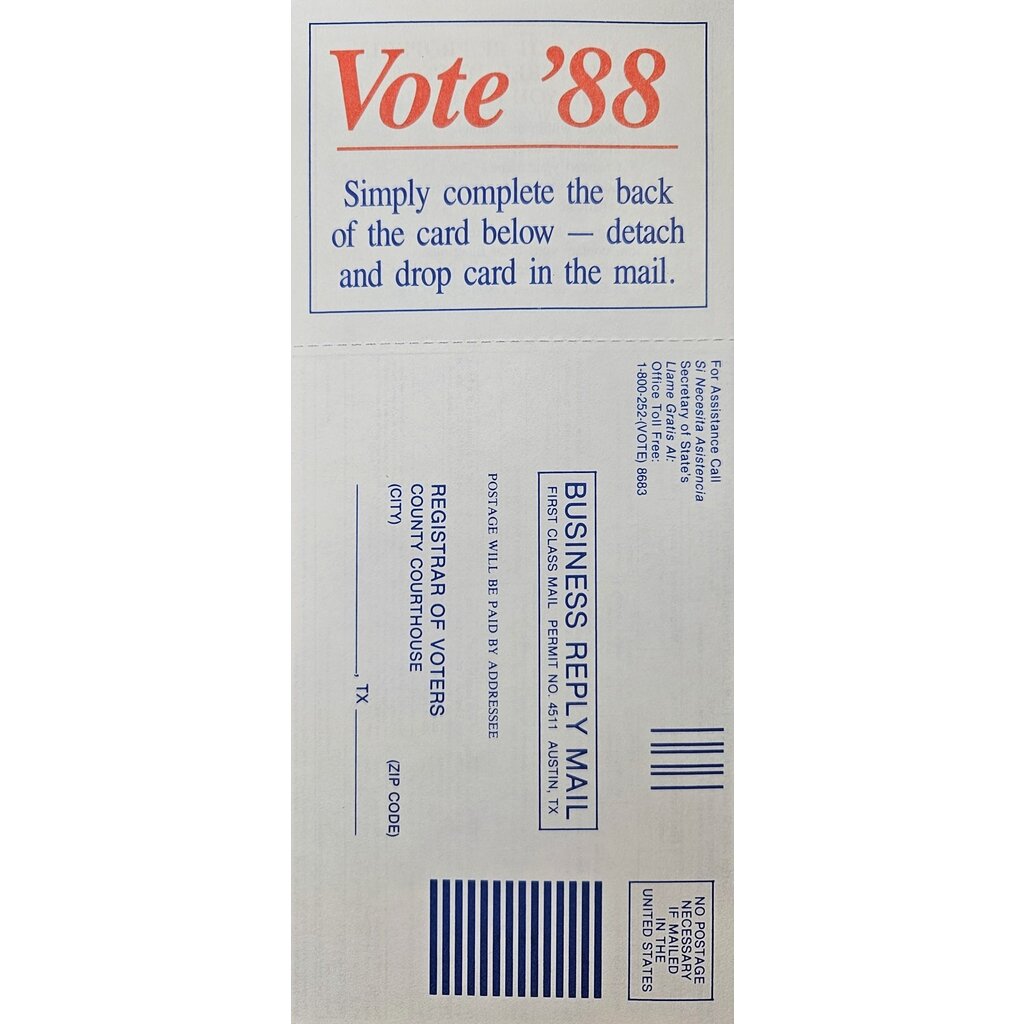 Vote ’88
Simply complete the back
of the card below — detach
and drop card in the mail.
For Assistance Call
Si Necesita Asistencia
Secretary of State's
Llame Gratis Al:
Office Toll Free:
1-800-252-(VOTE) 8683
NO POSTAGE
NECESSARY
IF MAILED
IN THE
UNITED STATES
BUSINESS REPLY MAIL
FIRST CLASS MAIL PERMIT NO. 4511 AUSTIN, TX
POSTAGE WILL BE PAID BY ADDRESSEE
REGISTRAR OF VOTERS
COUNTY COURTHOUSE
(CITY) (ZIP CODE)
, TX